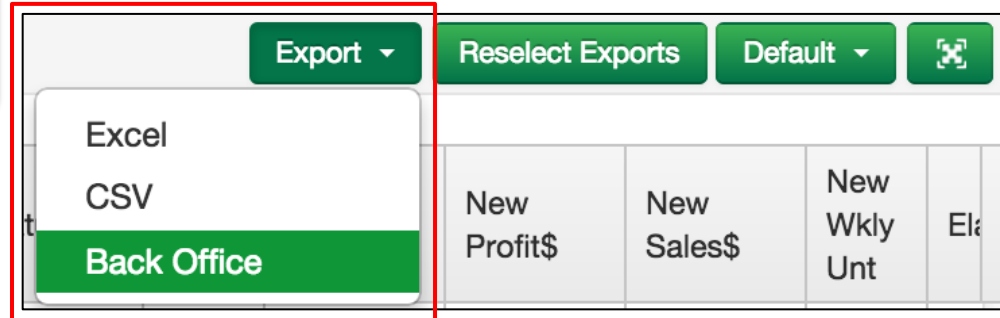 Export
Reselect Exports
Default
Excel
CSV
Back Office
New
Profit$
New
Sales$
New
Wkly
Unt